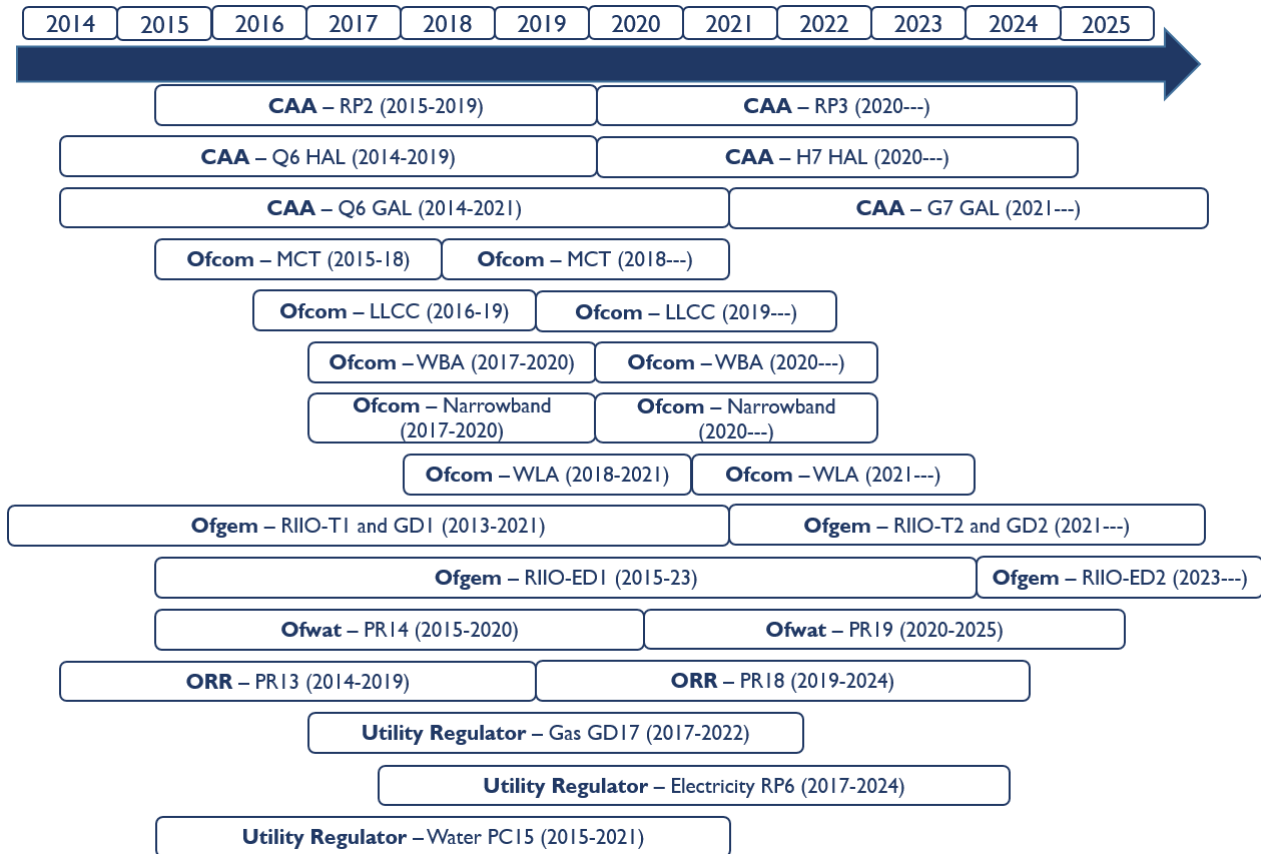 2014 2015 2016 2017 2018 2019 2020 2021 2022 2023 2024 2025
CAA – RP2 (2015-2019) CAA – RP3 (2020---)
CAA – Q6 HAL (2014-2019) CAA – H7 HAL (2020---)
CAA – Q6 GAL (2014-2021) CAA – G7 GAL (2021---)
Ofcom – MCT (2015-18) Ofcom – MCT (2018---)
Ofcom – LLCC (2016-19) Ofcom – LLCC (2019---)
Ofcom – WBA (2017-2020) Ofcom – WBA (2020---)
Ofcom – Narrowband
(2017-2020)
Ofcom – Narrowband
(2020---)
Ofcom – WLA (2018-2021) Ofcom – WLA (2021---)
Ofgem – RIIO-T1 and GD1 (2013-2021) Ofgem – RIIO-T2 and GD2 (2021---)
Ofgem – RIIO-ED1 (2015-23) Ofgem – RIIO-ED2 (2023---)
Ofwat – PR14 (2015-2020) Ofwat – PR19 (2020-2025)
ORR – PR13 (2014-2019) ORR – PR18 (2019-2024)
Utility Regulator – Gas GD17 (2017-2022)
Utility Regulator – Electricity RP6 (2017-2024)
Utility Regulator – Water PC15 (2015-2021)